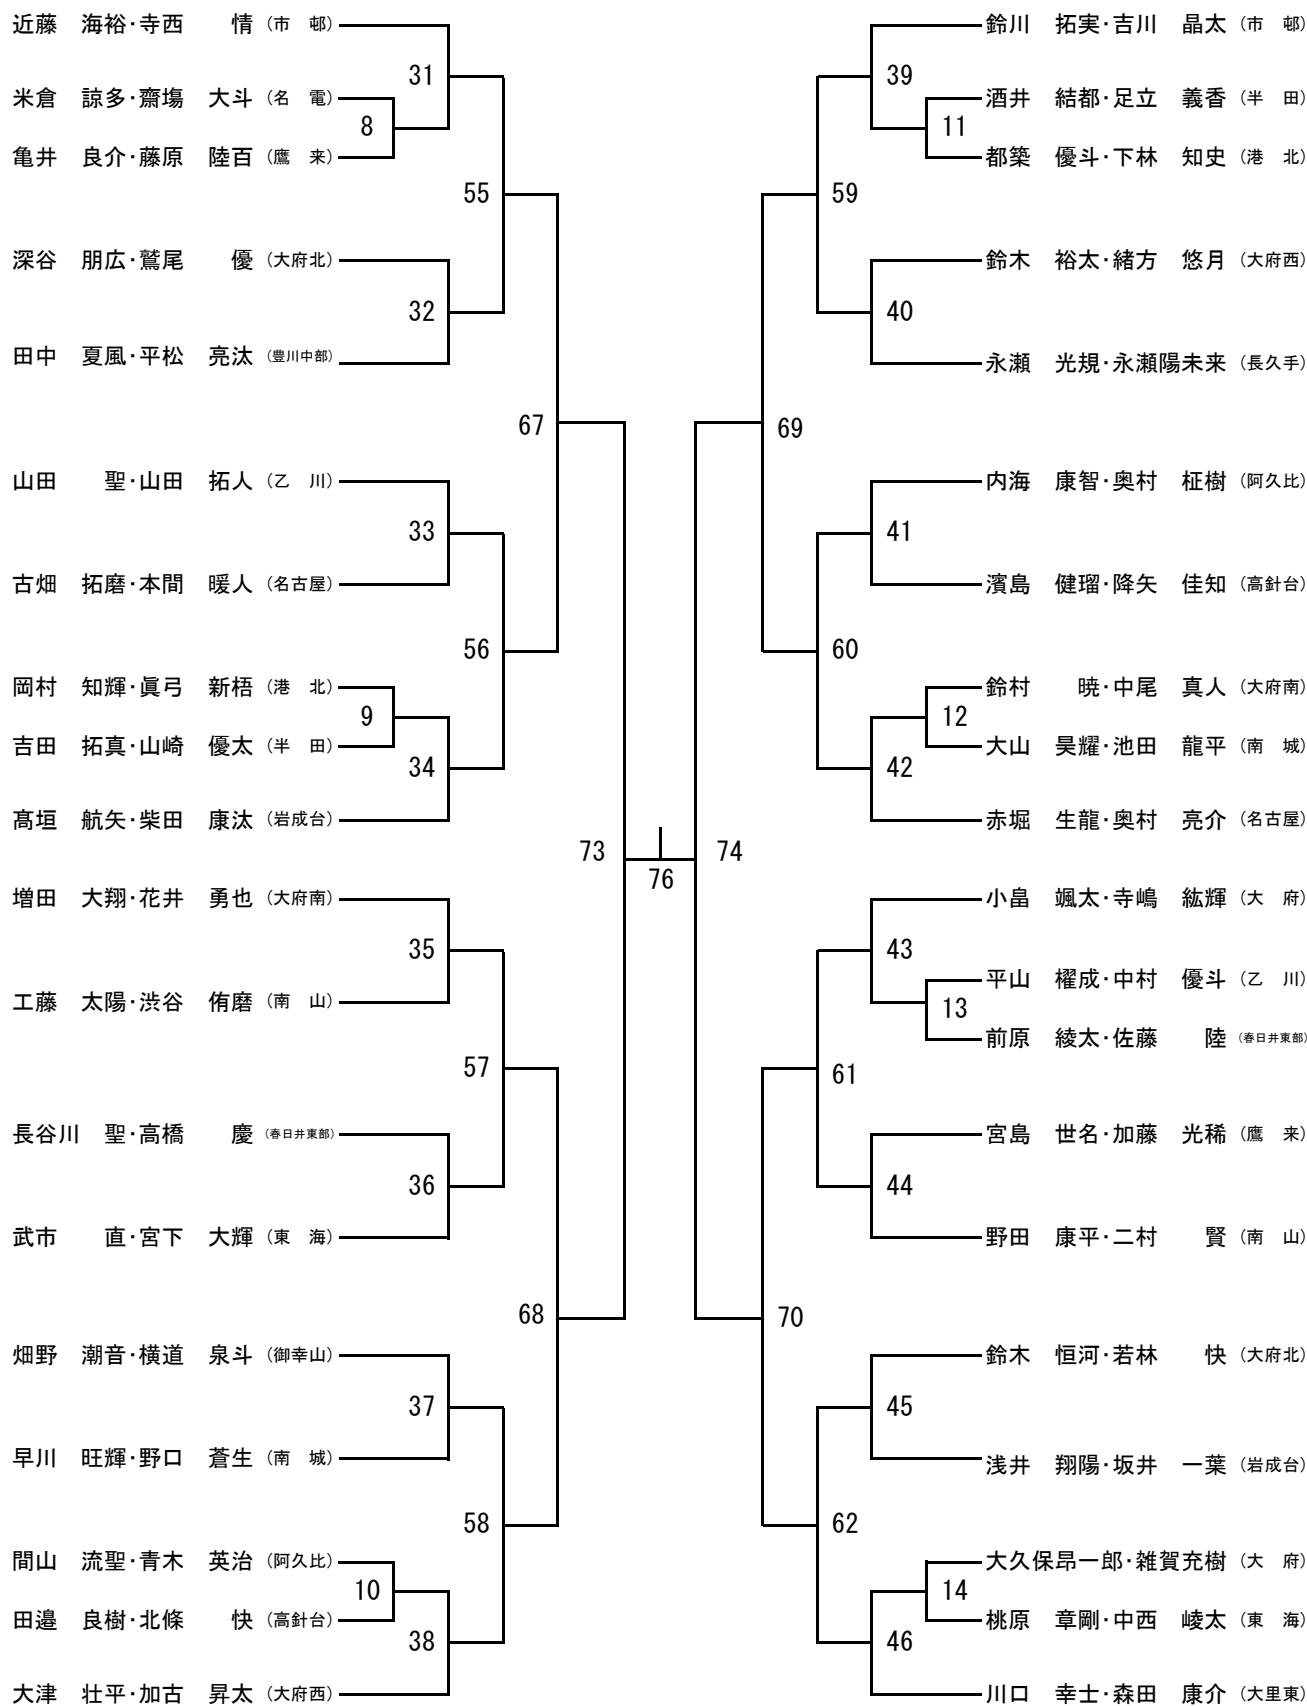 近藤　海裕・寺西　　情（市　邨）
31
米倉　諒多・齋塲　大斗（名　電）
8
亀井　良介・藤原　陸百（鷹　来）
55
深谷　朋広・鷲尾　　優（大府北）
32
田中　夏風・平松　亮汰（豊川中部）
67
山田　　聖・山田　拓人（乙　川）
33
古畑　拓磨・本間　暖人（名古屋）
56
岡村　知輝・眞弓　新梧（港　北）
9
吉田　拓真・山崎　優太（半　田）
34
髙垣　航矢・柴田　康汰（岩成台）
73
増田　大翔・花井　勇也（大府南）
35
工藤　太陽・渋谷　侑磨（南　山）
57
長谷川　聖・高橋　　慶（春日井東部）
36
武市　　直・宮下　大輝（東　海）
68
畑野　潮音・横道　泉斗（御幸山）
37
早川　旺輝・野口　蒼生（南　城）
58
間山　流聖・青木　英治（阿久比）
10
田邉　良樹・北條　　快（高針台）
38
大津　壮平・加古　昇太（大府西）
76
鈴川　拓実・吉川　晶太（市　邨）
39
酒井　結都・足立　義香（半　田）
11
都築　優斗・下林　知史（港　北）
59
鈴木　裕太・緒方　悠月（大府西）
40
永瀬　光規・永瀬陽未来（長久手）
69
内海　康智・奥村　柾樹（阿久比）
41
濱島　健瑠・降矢　佳知（高針台）
60
鈴村　　暁・中尾　真人（大府南）
12
大山　昊耀・池田　龍平（南　城）
42
赤堀　生龍・奥村　亮介（名古屋）
74
小畠　颯太・寺嶋　紘輝（大　府）
43
平山　櫂成・中村　優斗（乙　川）
13
前原　綾太・佐藤　　陸（春日井東部）
61
宮島　世名・加藤　光稀（鷹　来）
44
野田　康平・二村　　賢（南　山）
70
鈴木　恒河・若林　　快（大府北）
45
浅井　翔陽・坂井　一葉（岩成台）
62
大久保昂一郎・雑賀充樹（大　府）
14
桃原　章剛・中西　崚太（東　海）
46
川口　幸士・森田　康介（大里東）